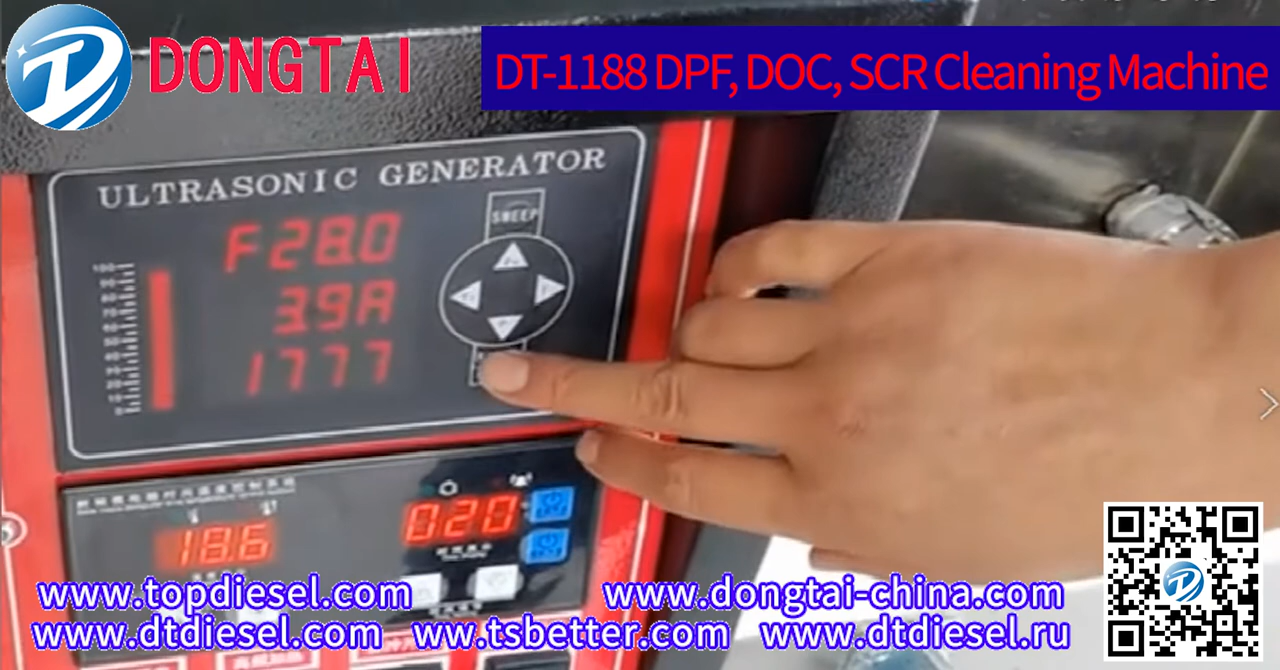 DONGTAI
DT-1188 DPF, DOC, SCR Cleaning Machine
ULTRASONIC GENERATOR
SWEEP
F28.0
3.9A
1777
100
90
80
70
60
50
40
30
20
10
0
18.6
020
www.topdiesel.com
www.dongtai-china.com
www.dtdiesel.com
ww.tsbetter.com
www.dtdiesel.ru